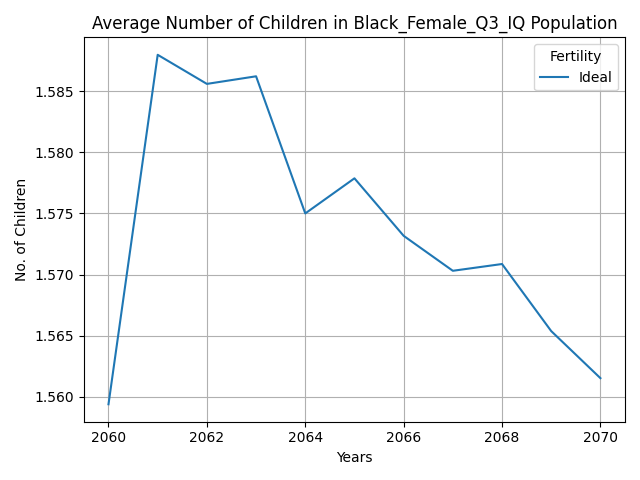 Average Number of Children in Black_Female_Q3_IQ Population
Fertility
Ideal
No. of Children
1.585
1.580
1.575
1.570
1.565
1.560
2060
2062
2064
2066
2068
2070
Years